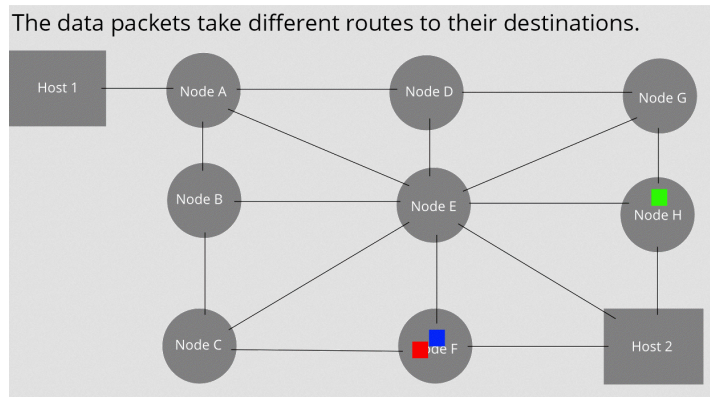 The data packets take different routes to their destinations.
Host 1
Node A
Node D
Node G
Node B
Node E
Node H
Node C
de F
Host 2